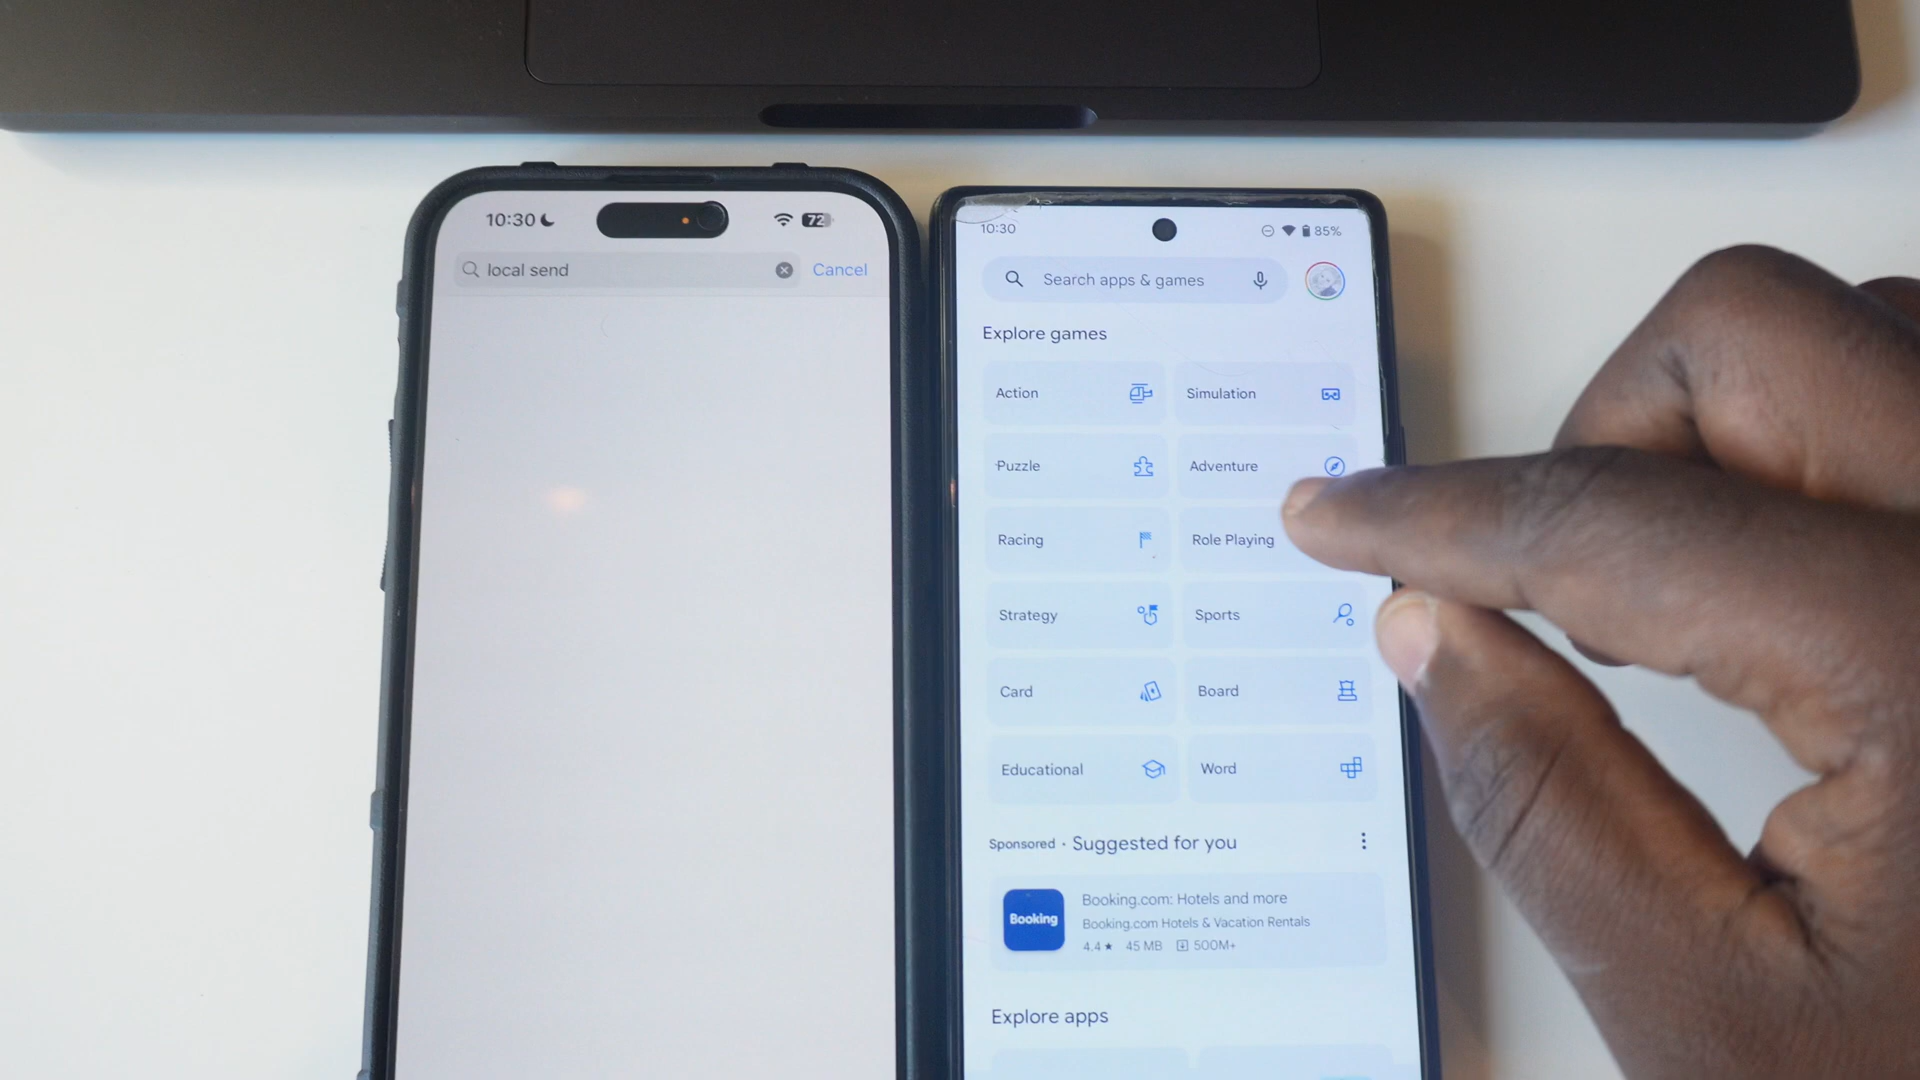 10:30
72
local send
Cancel
10:30
85%
Search apps & games
Explore games
Action
Simulation
Puzzle
Adventure
Racing
Role Playing
Strategy
Sports
Card
Board
Educational
Word
Sponsored · Suggested for you
Booking
Booking.com: Hotels and more
Booking.com Hotels & Vacation Rentals
4.4★ 45 MB 500M+
Explore apps